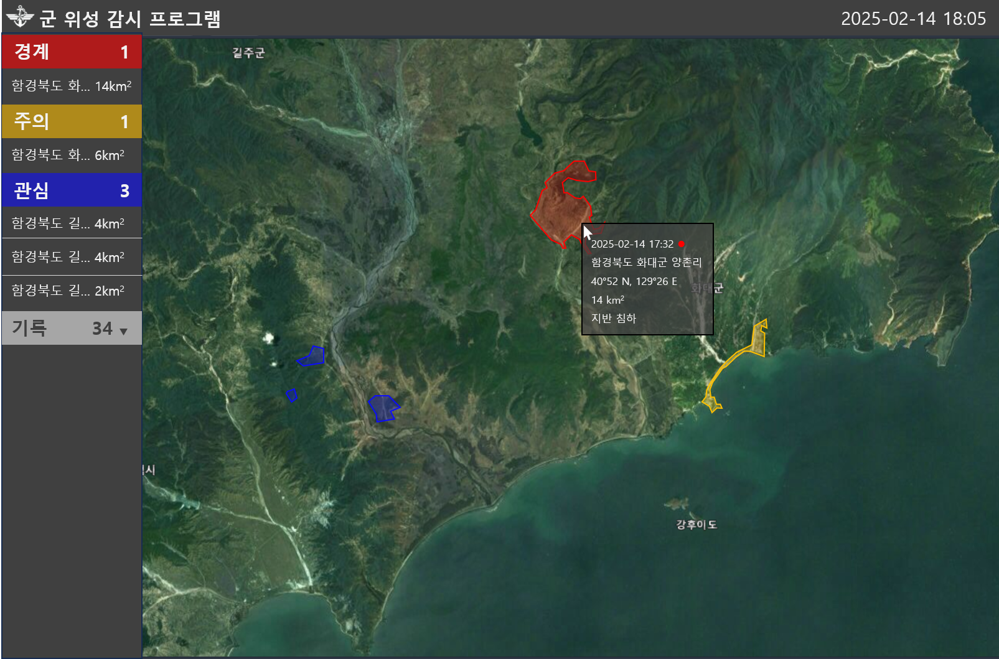 군 위성 감시 프로그램
2025-02-14 18:05
경계 1
함경북도 화... 14km²
주의 1
함경북도 화... 6km²
관심 3
함경북도 길... 4km²
함경북도 길... 4km²
함경북도 길... 2km²
기록 34 ▼
길주군
2025-02-14 17:32
함경북도 화대군 양촌리
40°52 N, 129°26 E
14 km²
지반 침하
화대군
시
강후이도